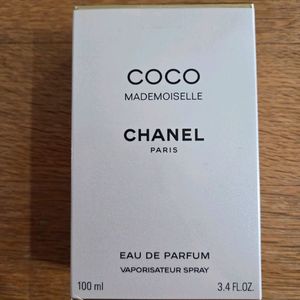 COCO
MADEMOISELLE
CHANEL
PARIS
EAU DE PARFUM
VAPORISATEUR SPRAY
100 ml 3.4 FL.OZ.